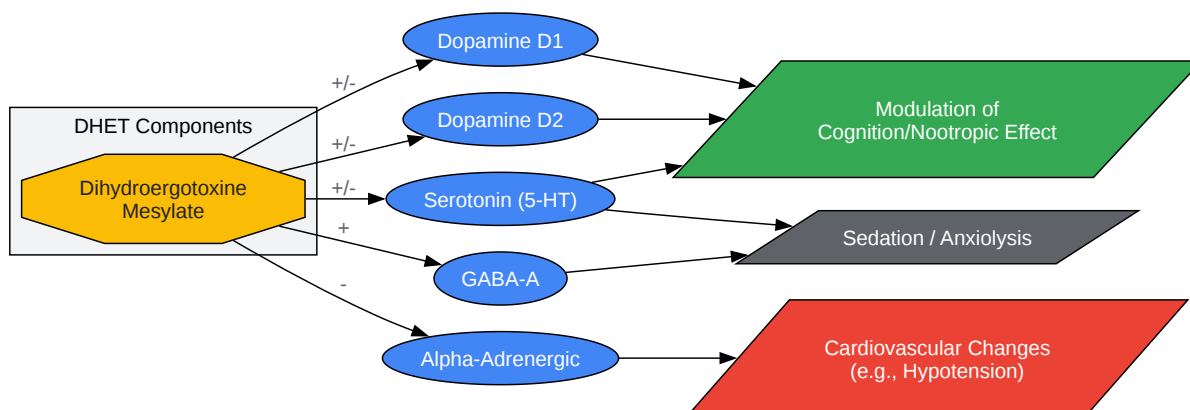 DHET Components
Dihydroergotoxine
Mesylate
+/-
+/-
+/-
+
-
Dopamine D1
Dopamine D2
Serotonin (5-HT)
GABA-A
Alpha-Adrenergic
Modulation of
Cognition/Nootropic Effect
Sedation / Anxiolysis
Cardiovascular Changes
(e.g., Hypotension)